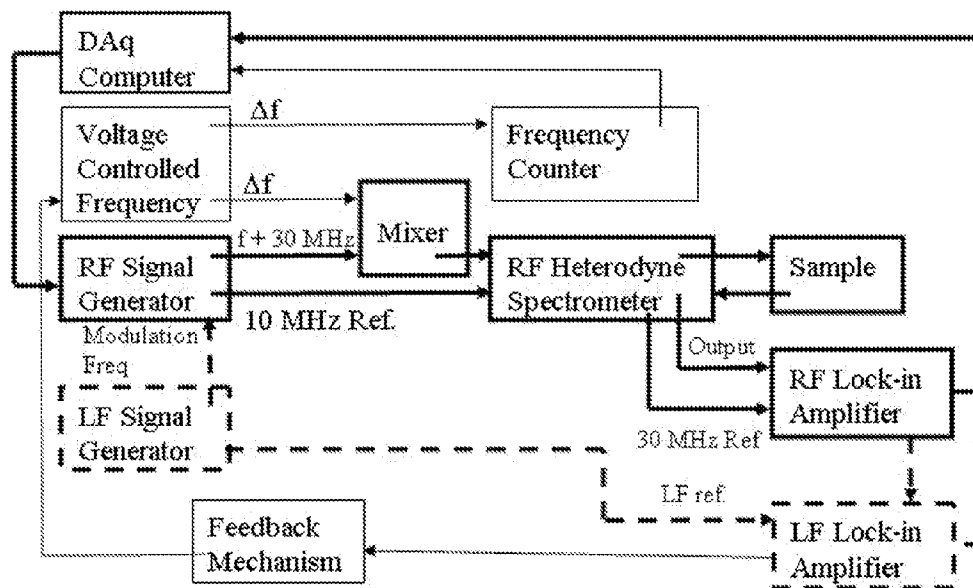 DAq
Computer
Δf
Voltage
Controlled
Frequency
Frequency
Counter
Δf
Mixer
f + 30 MHz
RF Signal
Generator
RF Heterodyne
Spectrometer
Sample
10 MHz Ref.
Modulation
Freq
Output
RF Lock-in
Amplifier
LF Signal
Generator
30 MHz Ref
LF ref.
Feedback
Mechanism
LF Lock-in
Amplifier